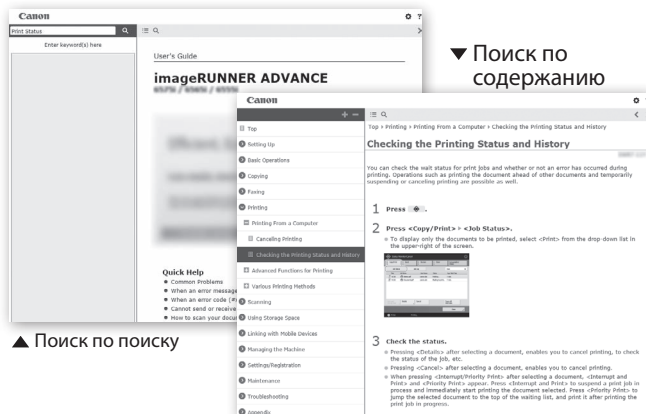 Canon
Print Status
Enter keyword(s) here
User's Guide
imageRUNNER ADVANCE
Quick Help
Common Problems
When an error message
When an error code (#)
Cannot send or receive
How to scan your docu
▲ Поиск по поиску
▼ Поиск по
содержанию
Canon
Top
Setting Up
Basic Operations
Copying
Faxing
Printing
Printing From a Computer
Canceling Printing
Checking the Printing Status and History
Advanced Functions for Printing
Various Printing Methods
Scanning
Using Storage Space
Linking with Mobile Devices
Managing the Machine
Settings/Registration
Maintenance
Troubleshooting
Appendix
Top › Printing › Printing From a Computer › Checking the Printing Status and History
Checking the Printing Status and History
You can check the wait status for print jobs and whether or not an error has occurred during
printing. Operations such as printing the document ahead of other documents and temporarily
suspending or canceling printing are possible as well.
1 Press
2 Press <Copy/Print> ▸ <Job Status>.
To display only the documents to be printed, select <Print> from the drop-down list in
the upper-right of the screen.
3 Check the status.
Pressing <Details> after selecting a document, enables you to cancel printing, to check
the status of the job, etc.
Pressing <Cancel> after selecting a document, enables you to cancel printing.
When pressing <Interrupt/Priority Print> after selecting a document, <Interrupt and
Print> and <Priority Print> appear. Press <Interrupt and Print> to suspend a print job in
process and immediately start printing the document selected. Press <Priority Print> to
jump the selected document to the top of the waiting list, and print it after printing the
print job in progress.